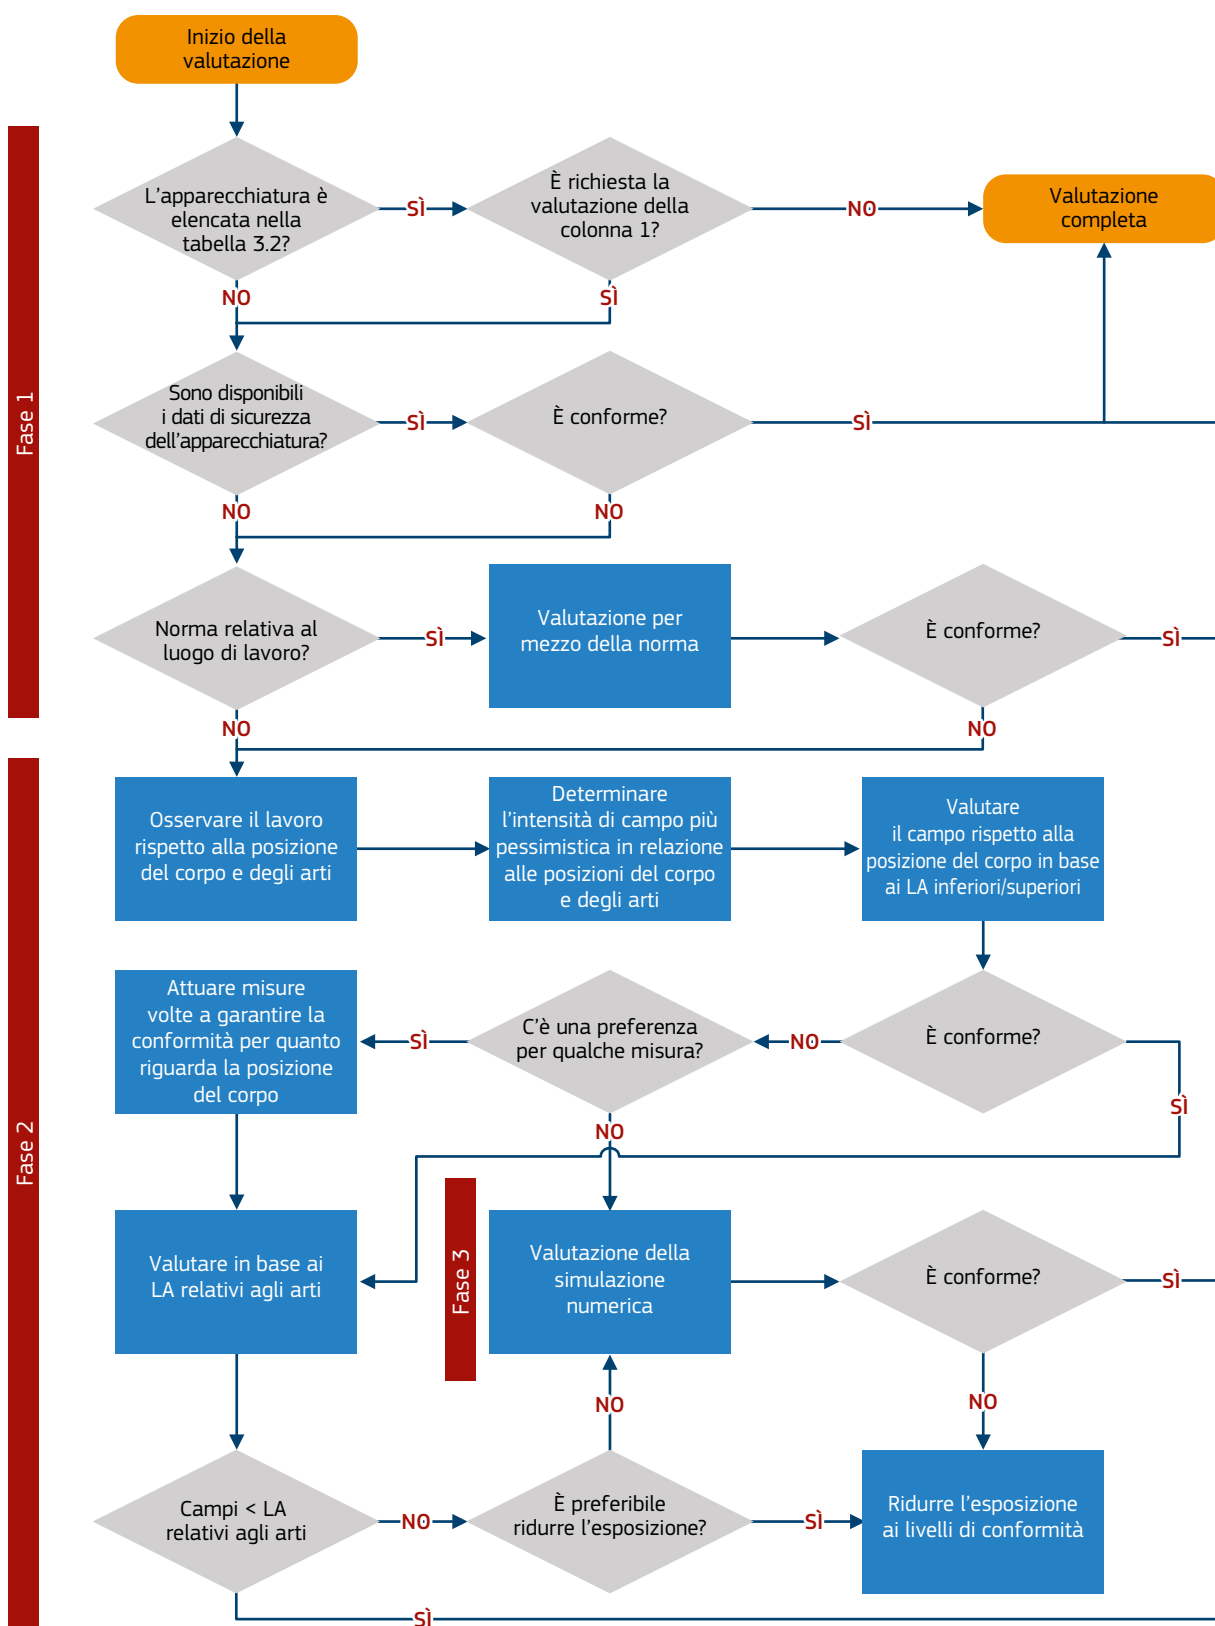 Inizio della
valutazione
Fase 1
L'apparecchiatura è
elencata nella
tabella 3.2?
SÌ
È richiesta la
valutazione della
colonna 1?
NO
Valutazione
completa
NO
SÌ
Sono disponibili
i dati di sicurezza
dell'apparecchiatura?
SÌ
È conforme?
SÌ
NO
NO
Norma relativa al
luogo di lavoro?
SÌ
Valutazione per
mezzo della norma
È conforme?
SÌ
NO
NO
Fase 2
Osservare il lavoro
rispetto alla posizione
del corpo e degli arti
Determinare
l'intensità di campo più
pessimistica in relazione
alle posizioni del corpo
e degli arti
Valutare
il campo rispetto alla
posizione del corpo in base
ai LA inferiori/superiori
Attuare misure
volte a garantire la
conformità per quanto
riguarda la posizione
del corpo
SÌ
C'è una preferenza
per qualche misura?
NO
È conforme?
SÌ
NO
Valutare in base ai
LA relativi agli arti
Fase 3
Valutazione della
simulazione
numerica
È conforme?
SÌ
NO
NO
Campi < LA
relativi agli arti
NO
È preferibile
ridurre l'esposizione?
SÌ
Ridurre l'esposizione
ai livelli di conformità
SÌ